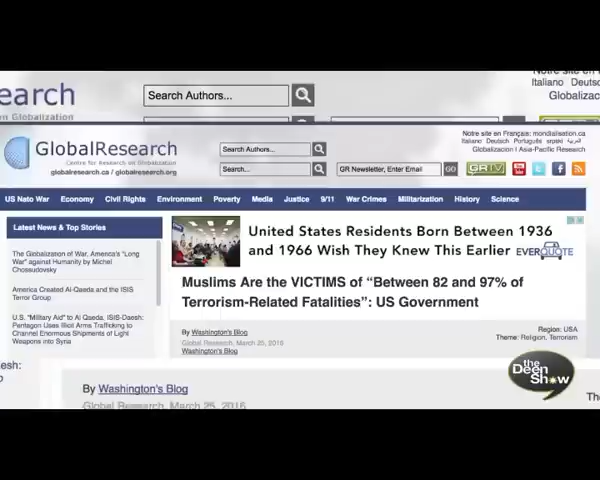 earch
en on Globalization
Search Authors...
Italiano Deutsc
Globalizac
GlobalResearch
Centre for Research on Globalization
globalresearch.ca / globalresearch.org
Search Authors...
Search...
GR Newsletter, Enter Email
GO
Notre site en Français: mondialisation.ca
Italiano Deutsch Português srpski العربية
Globalización I Asia-Pacific Research
GRTV
US Nato War Economy Civil Rights Environment Poverty Media Justice 9/11 War Crimes Militarization History Science
Latest News & Top Stories
The Globalization of War, America's "Long
War" against Humanity by Michel
Chossudovsky
America Created Al-Qaeda and the ISIS
Terror Group
U.S. "Military Aid" to Al Qaeda, ISIS-Daesh:
Pentagon Uses Illicit Arms Trafficking to
Channel Enormous Shipments of Light
Weapons into Syria
United States Residents Born Between 1936
and 1966 Wish They Knew This Earlier
EVERQUOTE
Muslims Are the VICTIMS of “Between 82 and 97% of
Terrorism-Related Fatalities”: US Government
By Washington's Blog
Global Research, March 25, 2016
Washington's Blog
Region: USA
Theme: Religion, Terrorism
esh:
the
Deen
Show
By Washington's Blog
Global Research, March 25, 2016
The